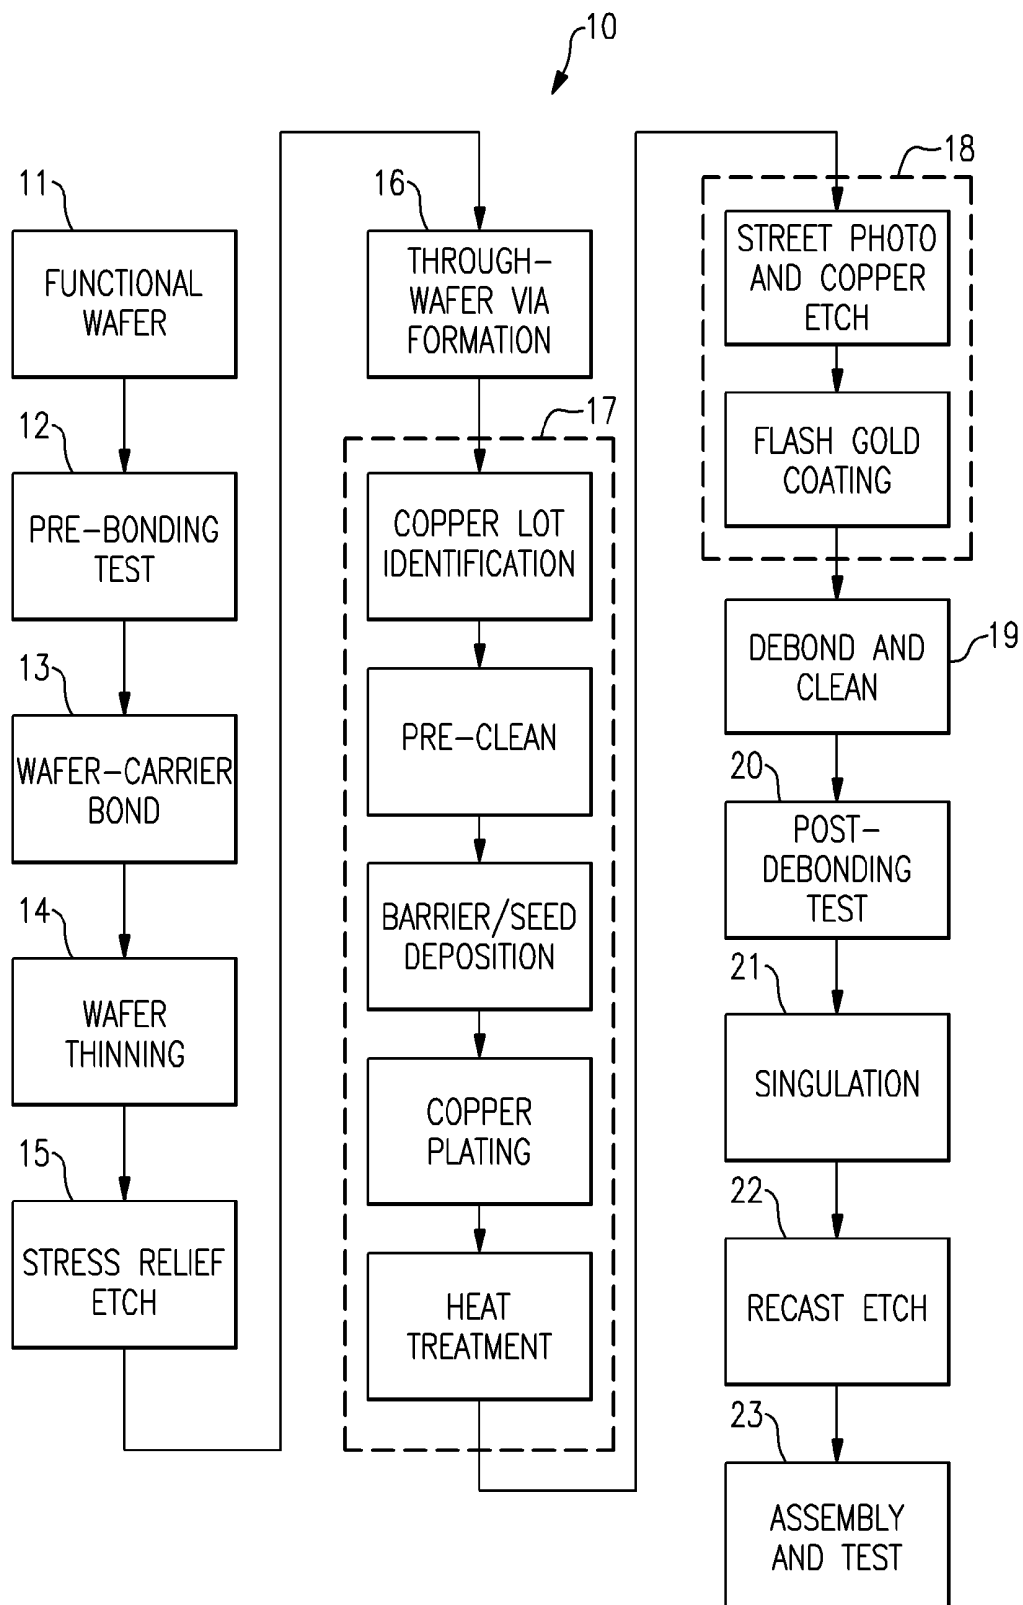 10
11
FUNCTIONAL
WAFER
12
PRE-BONDING
TEST
13
WAFER-CARRIER
BOND
14
WAFER
THINNING
15
STRESS RELIEF
ETCH
16
THROUGH-
WAFER VIA
FORMATION
17
COPPER LOT
IDENTIFICATION
PRE-CLEAN
BARRIER/SEED
DEPOSITION
COPPER
PLATING
HEAT
TREATMENT
18
STREET PHOTO
AND COPPER
ETCH
FLASH GOLD
COATING
19
DEBOND AND
CLEAN
20
POST-
DEBONDING
TEST
21
SINGULATION
22
RECAST ETCH
23
ASSEMBLY
AND TEST